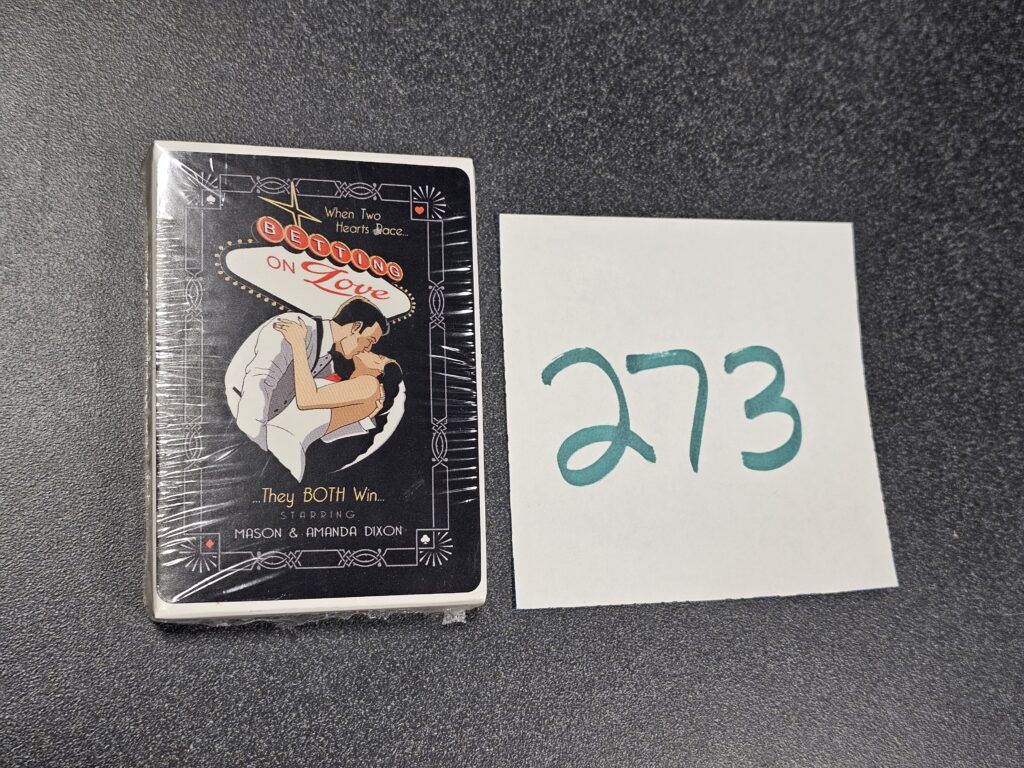 When Two
Hearts Race...
BETTING
ON Love
...They BOTH Win...
STARRING
MASON & AMANDA DIXON
273